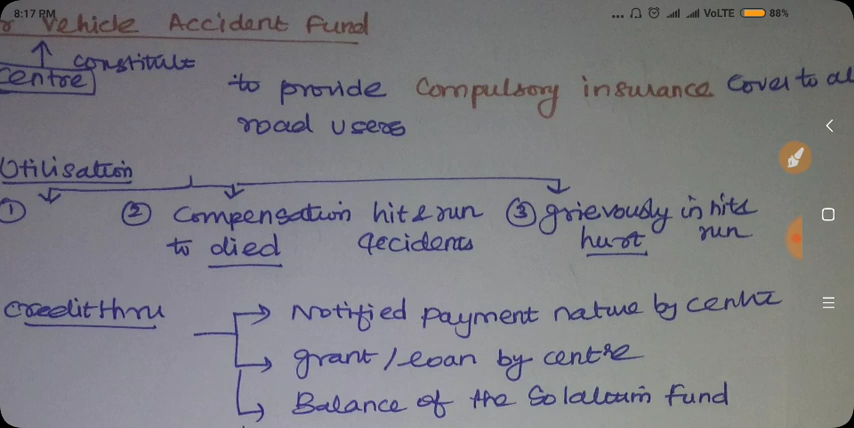 8:17 PM ... VoLTE 88%
r Vehicle Accident Fund
constitute
Centre
to provide Compulsory insurance Cover to al
road users
Utilisation
① ② Compensation hit & run ③ grievously in hit &
to died accidents hurt run
Credit thru
Notified payment nature by centre
grant/loan by centre
Balance of the Solatium Fund